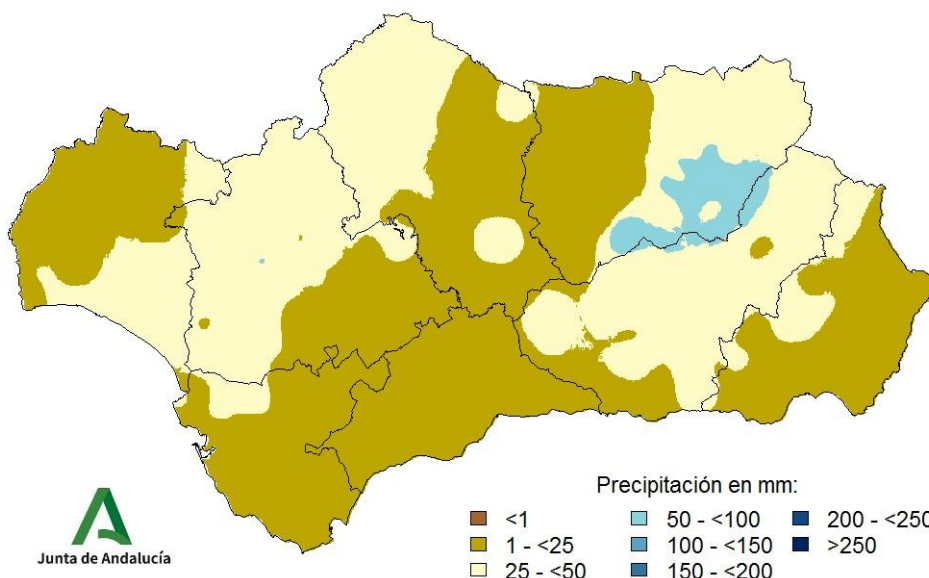 Precipitación en mm:
<1
50 - <100
200 - <250
1 - <25
100 - <150
>250
25 - <50
150 - <200
Junta de Andalucía